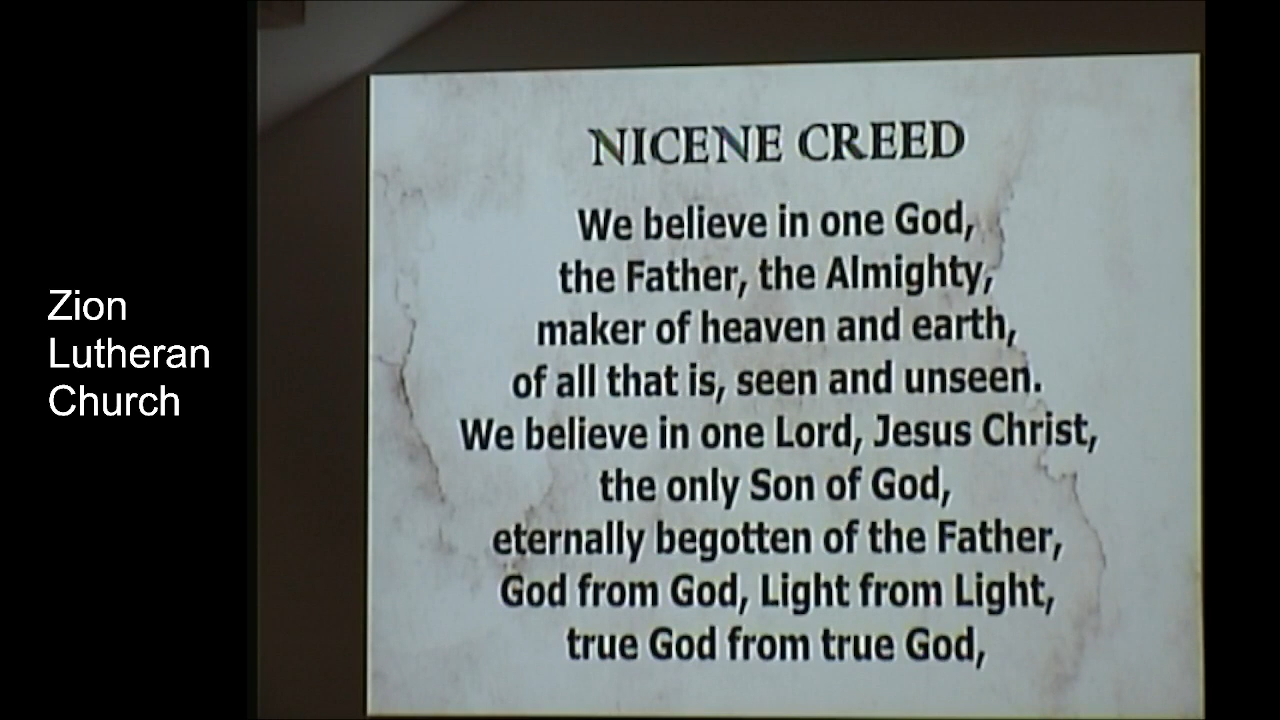 Zion
Lutheran
Church
NICENE CREED
We believe in one God,
the Father, the Almighty,
maker of heaven and earth,
of all that is, seen and unseen.
We believe in one Lord, Jesus Christ,
the only Son of God,
eternally begotten of the Father,
God from God, Light from Light,
true God from true God,